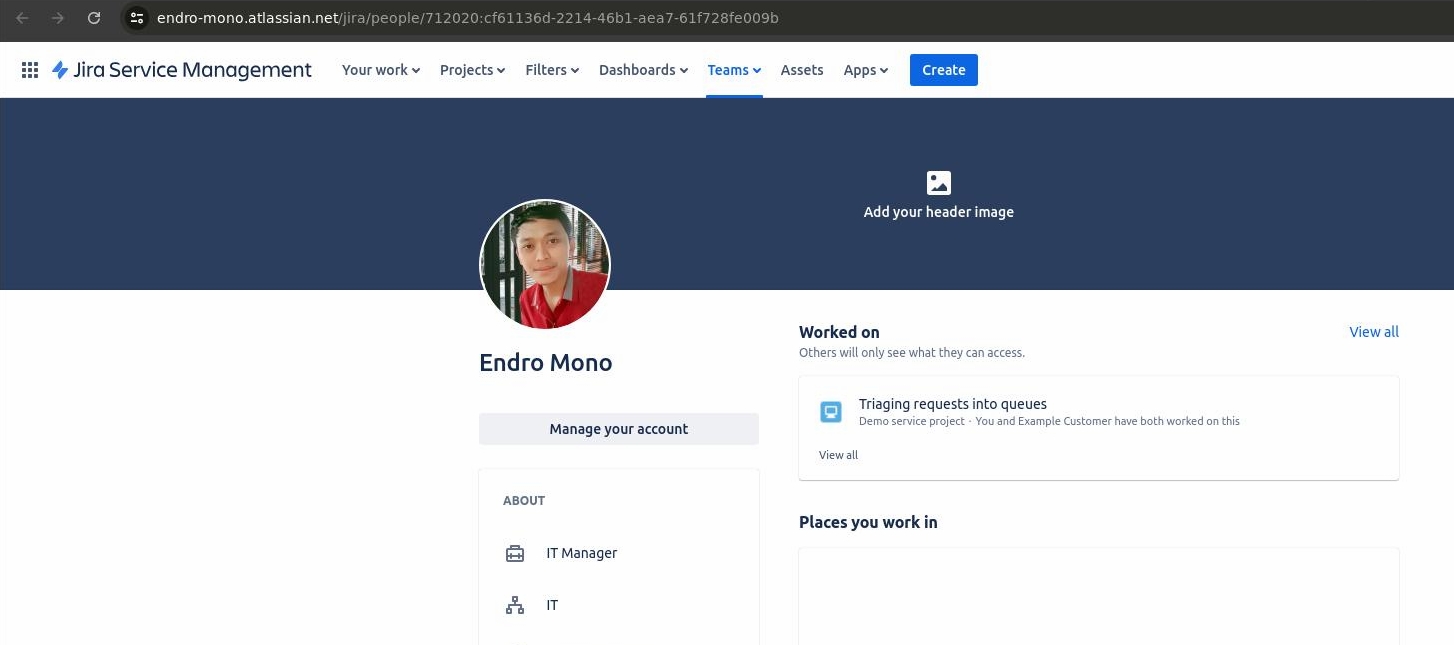 endro-mono.atlassian.net/jira/people/712020:cf61136d-2214-46b1-aea7-61f728fe009b
Jira Service Management Your work Projects Filters Dashboards Teams Assets Apps Create
Add your header image
Endro Mono
Manage your account
ABOUT
IT Manager
IT
Worked on View all
Others will only see what they can access.
Triaging requests into queues
Demo service project · You and Example Customer have both worked on this
View all
Places you work in